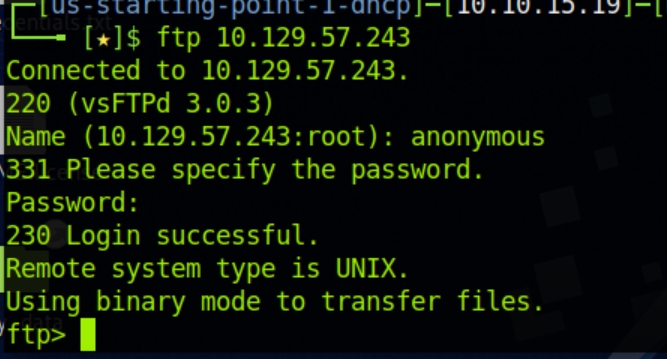 [us-starting-point-1-dhcp]─[10.10.15.19]─[
[★]$ ftp 10.129.57.243
Connected to 10.129.57.243.
220 (vsFTPd 3.0.3)
Name (10.129.57.243:root): anonymous
331 Please specify the password.
Password:
230 Login successful.
Remote system type is UNIX.
Using binary mode to transfer files.
ftp>